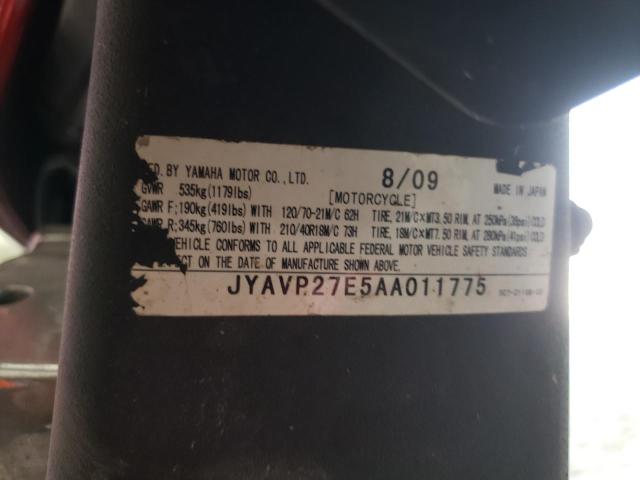 MFD. BY YAMAHA MOTOR CO., LTD. 8/09 MADE IN JAPAN
GVWR 535kg(1179lbs) [MOTORCYCLE]
GAWR F;190kg(419lbs) WITH 120/70-21M/C 62H TIRE, 21M/C×MT3.50 RIM, AT 250kPa(36psi)COLD
GAWR R;345kg(760lbs) WITH 210/40R18M/C 73H TIRE, 18M/C×MT7.50 RIM, AT 280kPa(41psi)COLD
VEHICLE CONFORMS TO ALL APPLICABLE FEDERAL MOTOR VEHICLE SAFETY STANDARDS
EFFECT ON THE DATE OF MANUFACTURE SHOWN ABOVE.
JYAVP27E5AA011775